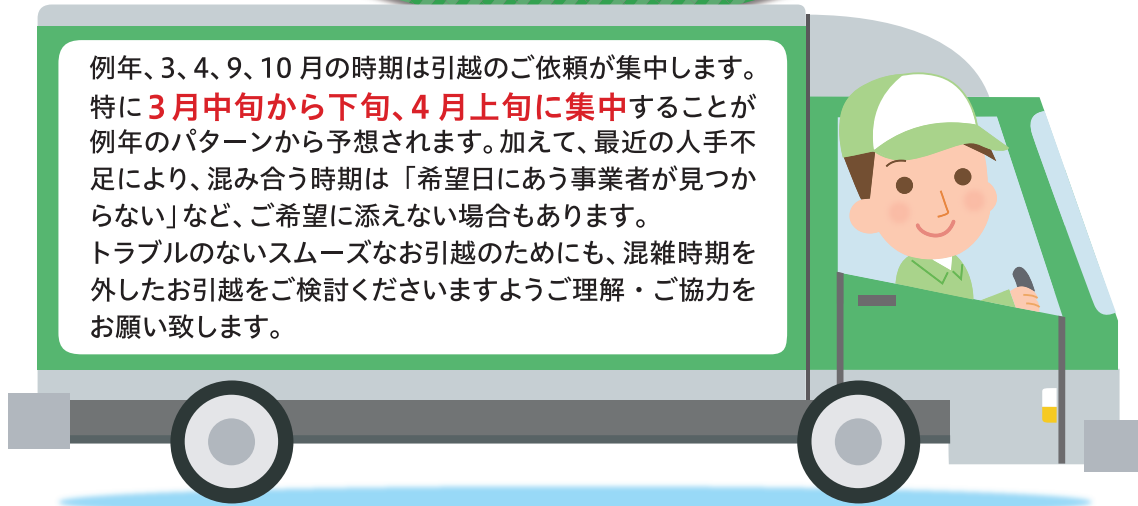 例年、3、4、9、10 月の時期は引越のご依頼が集中します。
特に3月中旬から下旬、4 月上旬に集中することが
例年のパターンから予想されます。加えて、最近の人手不
足により、混み合う時期は「希望日にあう事業者が見つか
らない」など、ご希望に添えない場合もあります。
トラブルのないスムーズなお引越のためにも、混雑時期を
外したお引越をご検討くださいますようご理解・ご協力を
お願い致します。